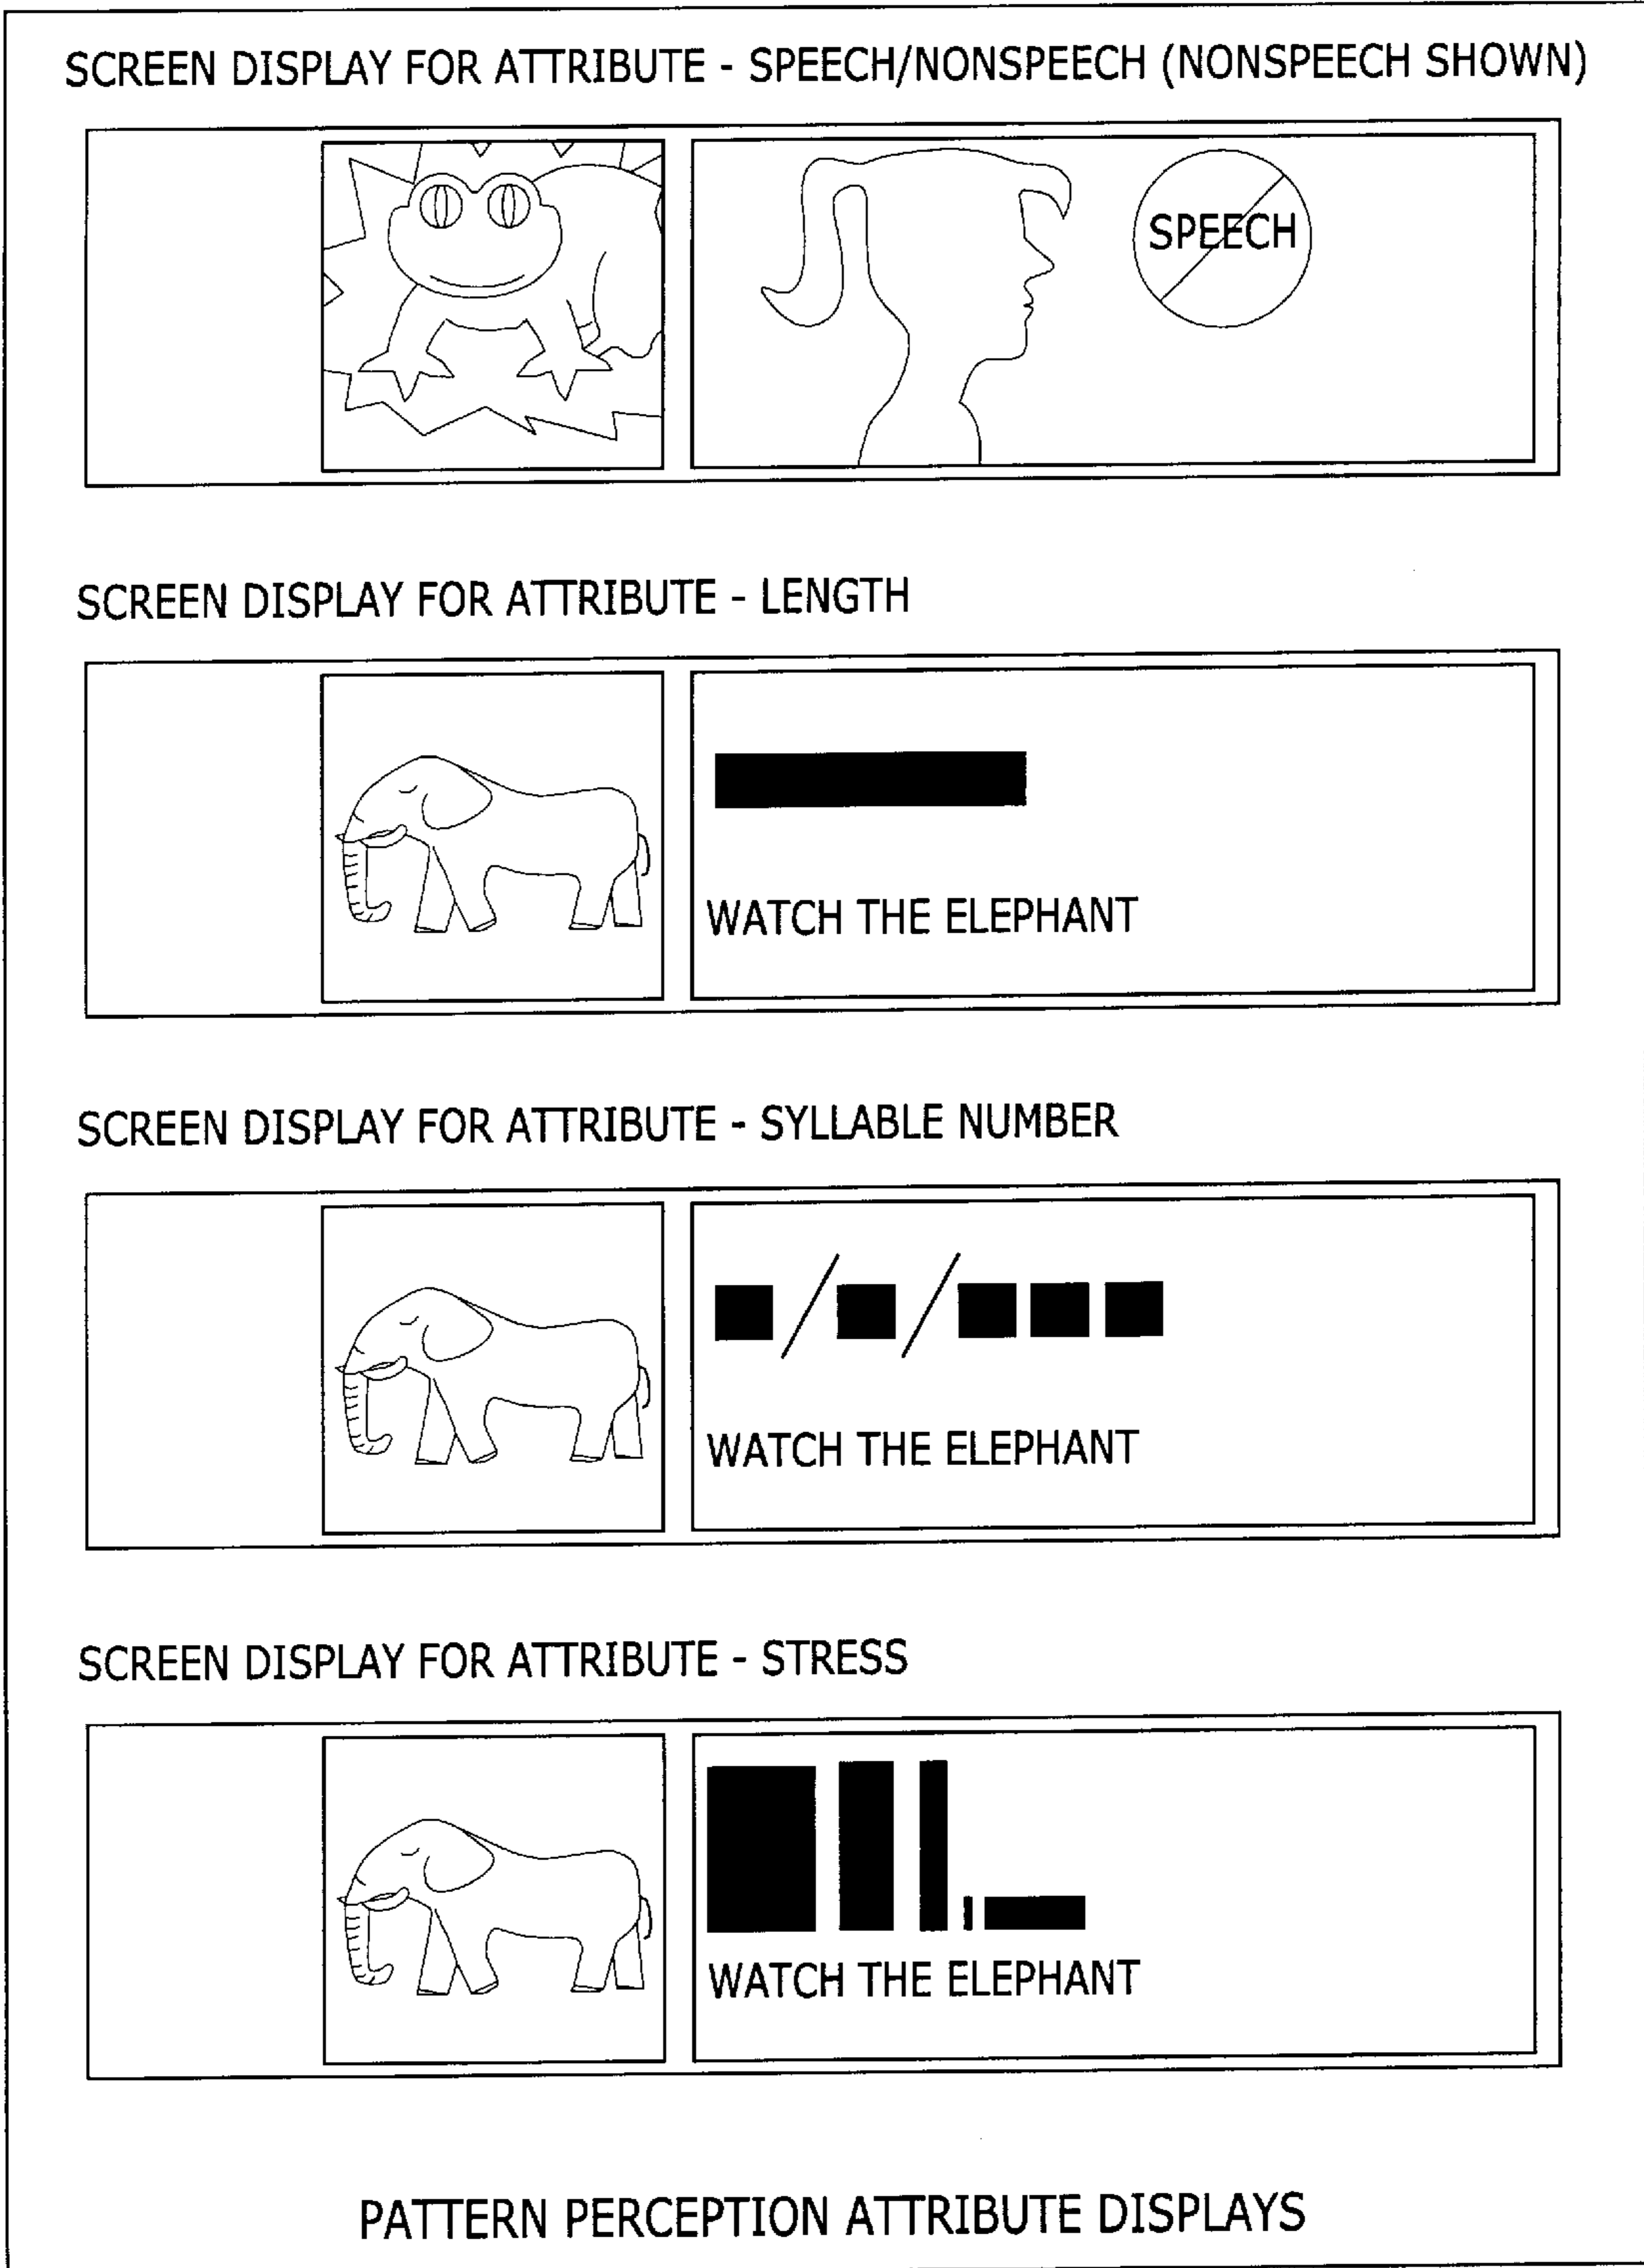 SCREEN DISPLAY FOR ATTRIBUTE - SPEECH/NONSPEECH (NONSPEECH SHOWN)
SPEECH
SCREEN DISPLAY FOR ATTRIBUTE - LENGTH
WATCH THE ELEPHANT
SCREEN DISPLAY FOR ATTRIBUTE - SYLLABLE NUMBER
WATCH THE ELEPHANT
SCREEN DISPLAY FOR ATTRIBUTE - STRESS
WATCH THE ELEPHANT
PATTERN PERCEPTION ATTRIBUTE DISPLAYS